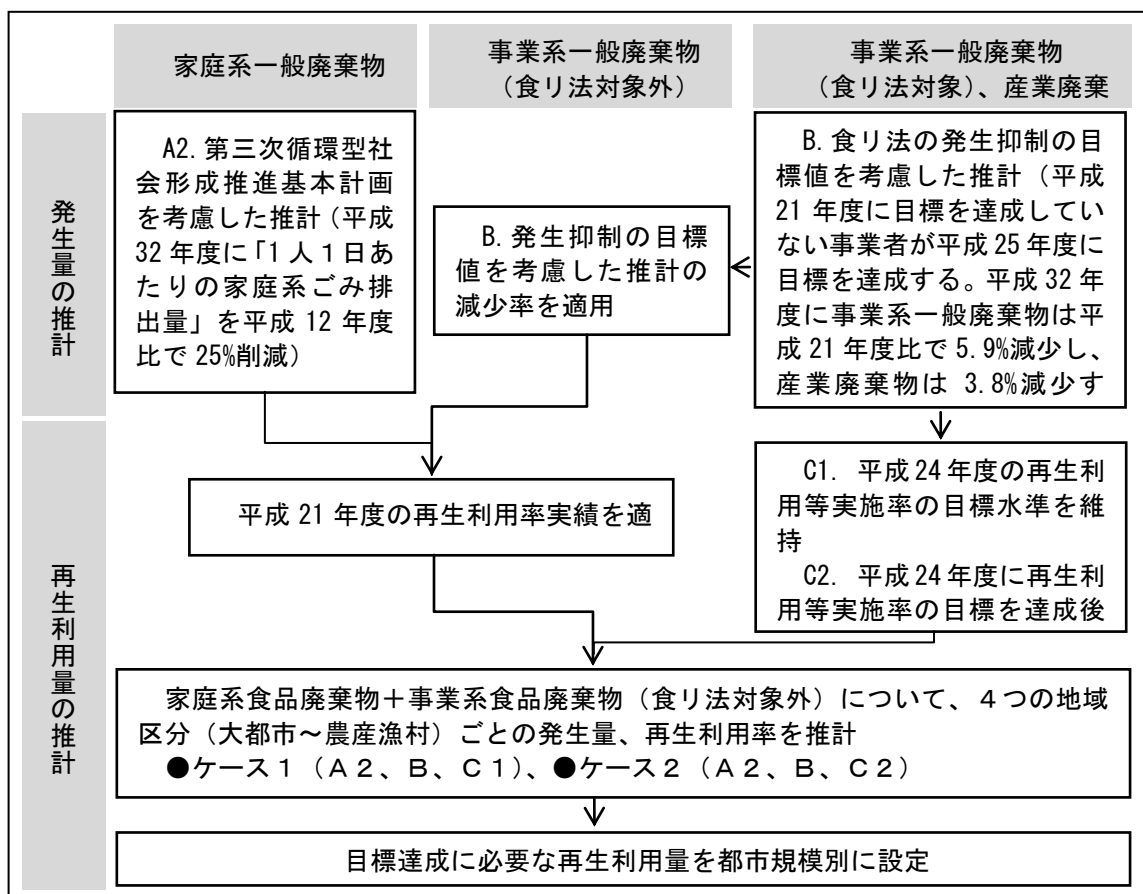 家庭系一般廃棄物
事業系一般廃棄物
（食リ法対象外）
事業系一般廃棄物
（食リ法対象）、産業廃棄
発生量の推計
A2. 第三次循環型社
会形成推進基本計画
を考慮した推計（平成
32 年度に「1 人 1 日あ
たりの家庭系ごみ排
出量」を平成 12 年度
比で 25%削減）
B. 発生抑制の目標
値を考慮した推計の
減少率を適用
B. 食リ法の発生抑制の目
標値を考慮した推計（平成
21 年度に目標を達成してい
ない事業者が平成 25 年度に
目標を達成する。平成 32 年
度に事業系一般廃棄物は平
成 21 年度比で 5.9%減少し、
産業廃棄物は 3.8%減少す
再生利用量の推計
平成 21 年度の再生利用率実績を適
C1. 平成 24 年度の再生利
用等実施率の目標水準を維
持
C2. 平成 24 年度に再生利
用等実施率の目標を達成後
家庭系食品廃棄物＋事業系食品廃棄物（食リ法対象外）について、４つの地域
区分（大都市～農産漁村）ごとの発生量、再生利用率を推計
●ケース１（Ａ２、Ｂ、Ｃ１）、●ケース２（Ａ２、Ｂ、Ｃ２）
目標達成に必要な再生利用量を都市規模別に設定